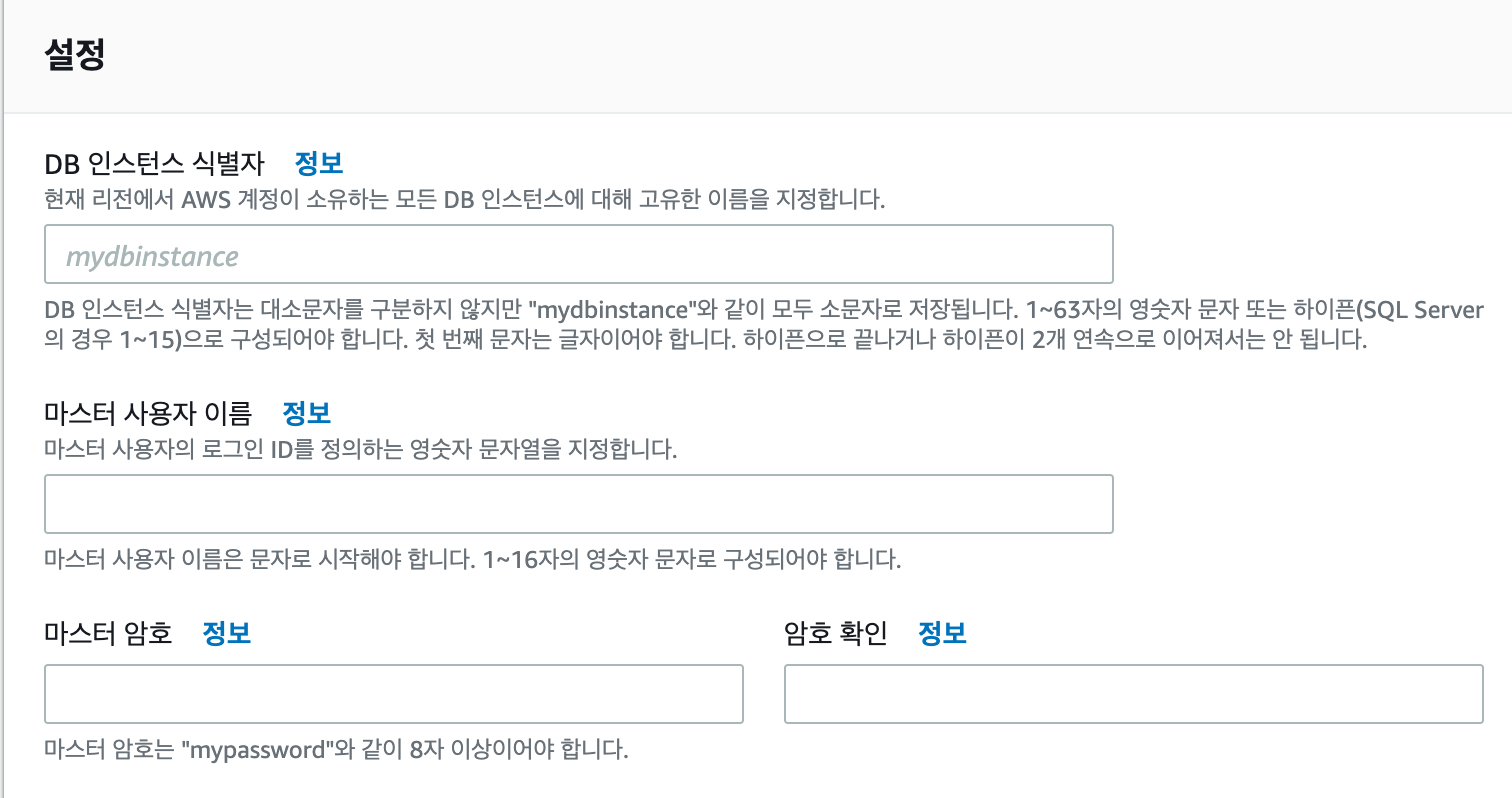 설정
DB 인스턴스 식별자 정보
현재 리전에서 AWS 계정이 소유하는 모든 DB 인스턴스에 대해 고유한 이름을 지정합니다.
mydbinstance
DB 인스턴스 식별자는 대소문자를 구분하지 않지만 "mydbinstance"와 같이 모두 소문자로 저장됩니다. 1~63자의 영숫자 문자 또는 하이픈(SQL Server
의 경우 1~15)으로 구성되어야 합니다. 첫 번째 문자는 글자이어야 합니다. 하이픈으로 끝나거나 하이픈이 2개 연속으로 이어져서는 안 됩니다.
마스터 사용자 이름 정보
마스터 사용자의 로그인 ID를 정의하는 영숫자 문자열을 지정합니다.
마스터 사용자 이름은 문자로 시작해야 합니다. 1~16자의 영숫자 문자로 구성되어야 합니다.
마스터 암호 정보 암호 확인 정보
마스터 암호는 "mypassword"와 같이 8자 이상이어야 합니다.